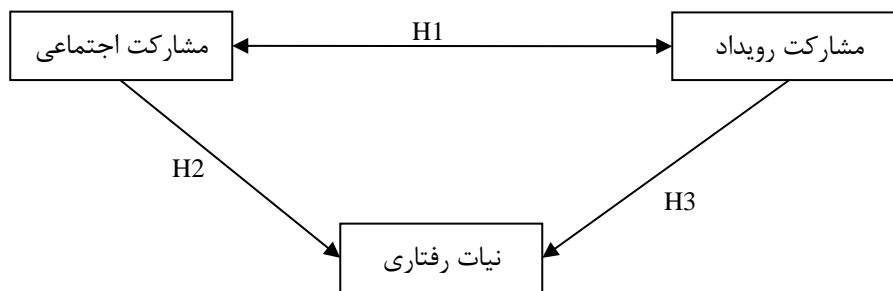 H1
مشارکت رویداد
مشارکت اجتماعی
H2
H3
نیات رفتاری